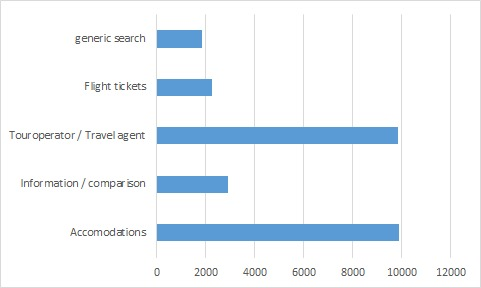 generic search
Flight tickets
Touroperator / Travel agent
Information / comparison
Accomodations
0 2000 4000 6000 8000 10000 12000